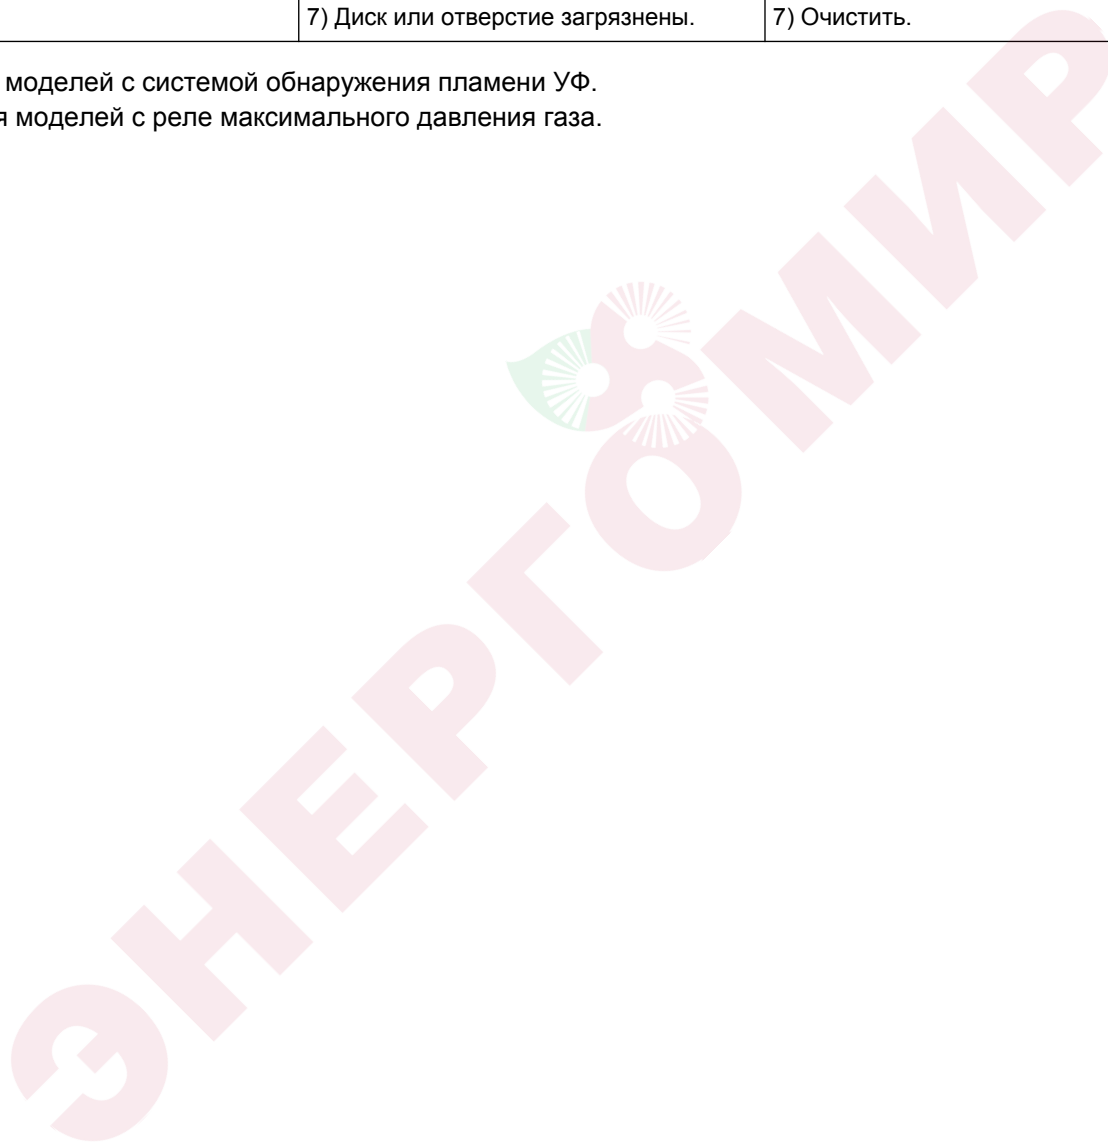 7) Диск или отверстие загрязнены. 7) Очистить.
моделей с системой обнаружения пламени УФ.
я моделей с реле максимального давления газа.
ЭНЕРГОМИР